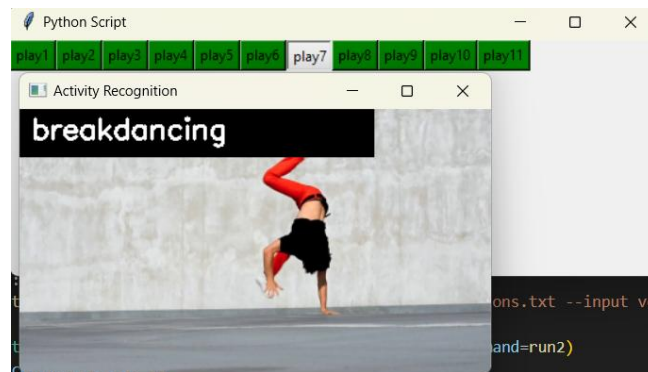 Python Script
play1 play2 play3 play4 play5 play6 play7 play8 play9 play10 play11
Activity Recognition
breakdancing
ons.txt --input v
and=run2)